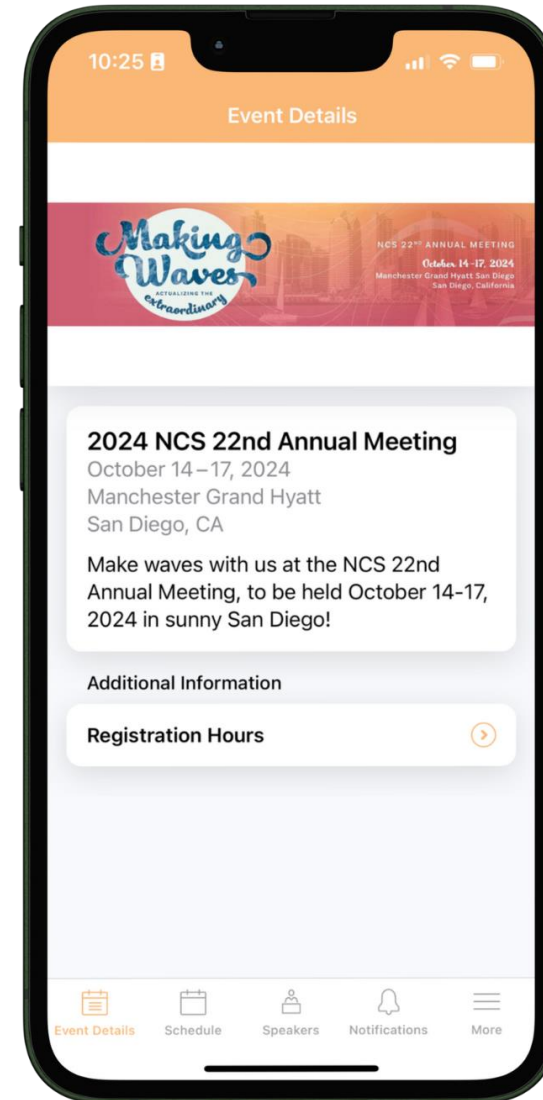 10:25
Event Details
Making
Waves
ACTUALIZING THE
extraordinary
NCS 22ND ANNUAL MEETING
October 14-17, 2024
Manchester Grand Hyatt San Diego
San Diego, California
2024 NCS 22nd Annual Meeting
October 14–17, 2024
Manchester Grand Hyatt
San Diego, CA
Make waves with us at the NCS 22nd
Annual Meeting, to be held October 14-17,
2024 in sunny San Diego!
Additional Information
Registration Hours
Event Details
Schedule
Speakers
Notifications
More